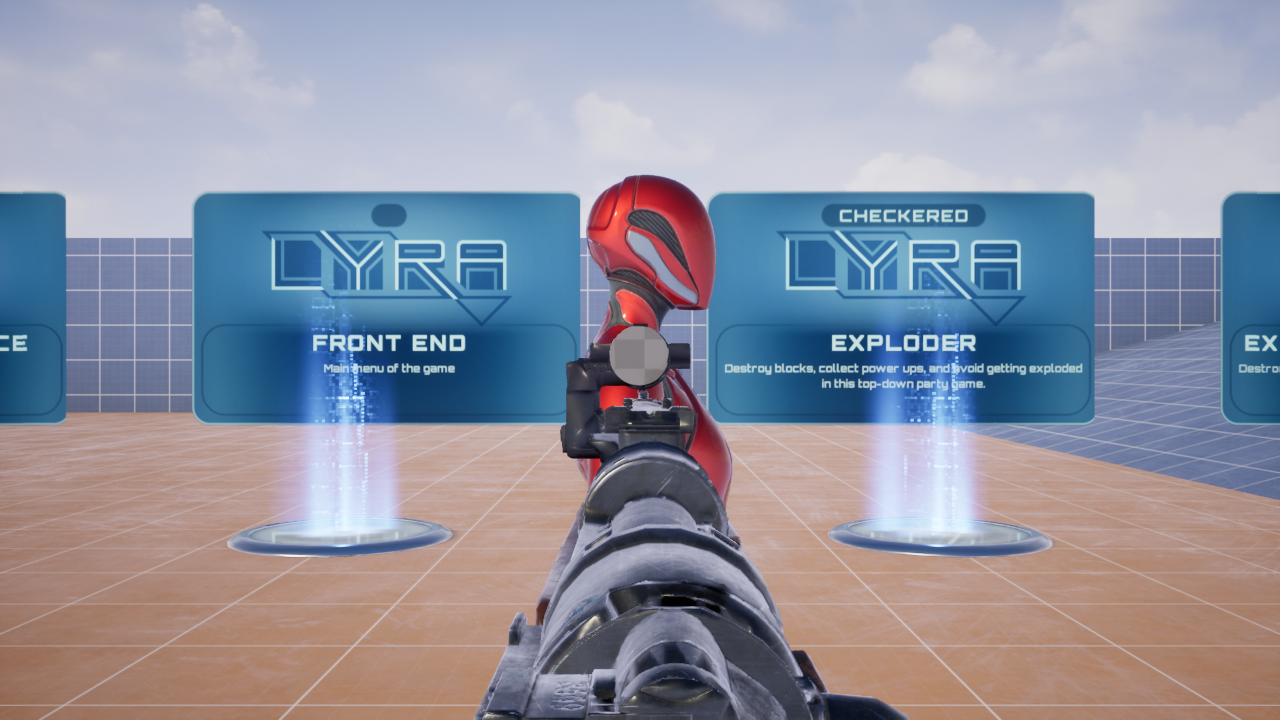 CE
LYRA
FRONT END
Main menu of the game
CHECKERED
LYRA
EXPLODER
Destroy blocks, collect power ups, and avoid getting exploded
in this top-down party game.
EX
Destro